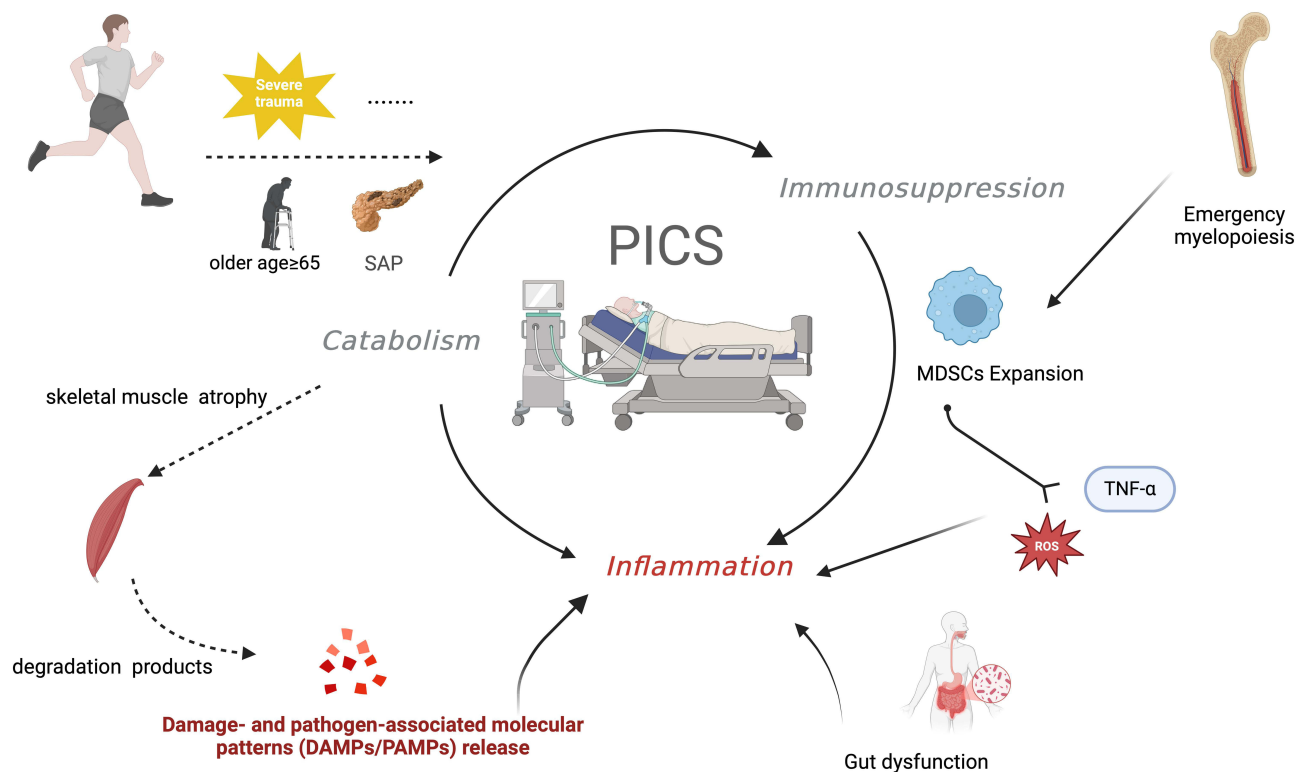 Severe
trauma
.......
older age≥65
SAP
Immunosuppression
PICS
Emergency
myelopoiesis
Catabolism
MDSCs Expansion
skeletal muscle atrophy
TNF-α
ROS
Inflammation
degradation products
Damage- and pathogen-associated molecular
patterns (DAMPs/PAMPs) release
Gut dysfunction